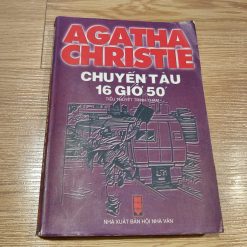 AGATHA
CHRISTIE
CHUYẾN TÀU
16 GIỜ 50'
TIỂU THUYẾT TRINH THÁM
NHÀ XUẤT BẢN HỘI NHÀ VĂN